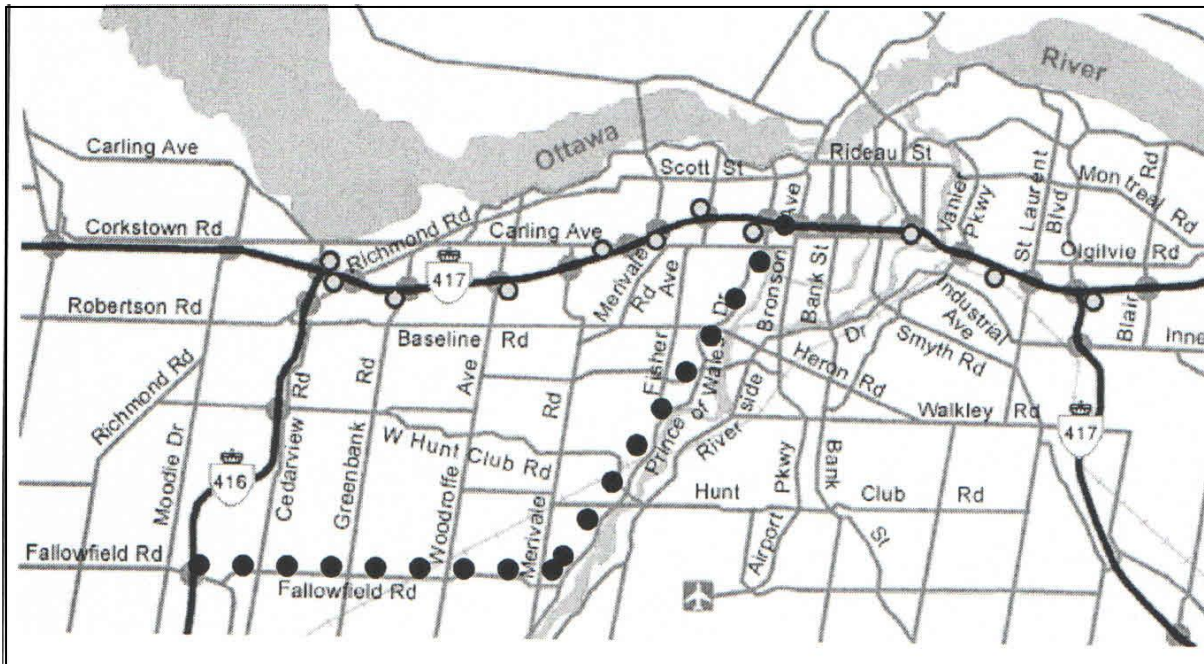 River
Ottawa
Carling Ave
Scott St
Rideau St
Vanier Pkwy
St Laurent Blvd
Montreal Rd
Corkstown Rd
Richmond Rd
Carling Ave
Ave
Ogilvie Rd
417
Merivale Rd
Ave
Bronson
Bank St
Robertson Rd
Baseline Rd
Industrial Ave
Blair
Rd
Inne
Fisher
Prince of Wales Dr
Heron Rd
Smyth Rd
Riverside Dr
Richmond Rd
Walkley Rd
417
W Hunt Club Rd
Moodie Dr
416
Cedarview Rd
Greenbank Rd
Woodroffe Ave
Merivale Rd
Hunt Club Rd
Airport Pkwy
Bank St
Fallowfield Rd
Fallowfield Rd